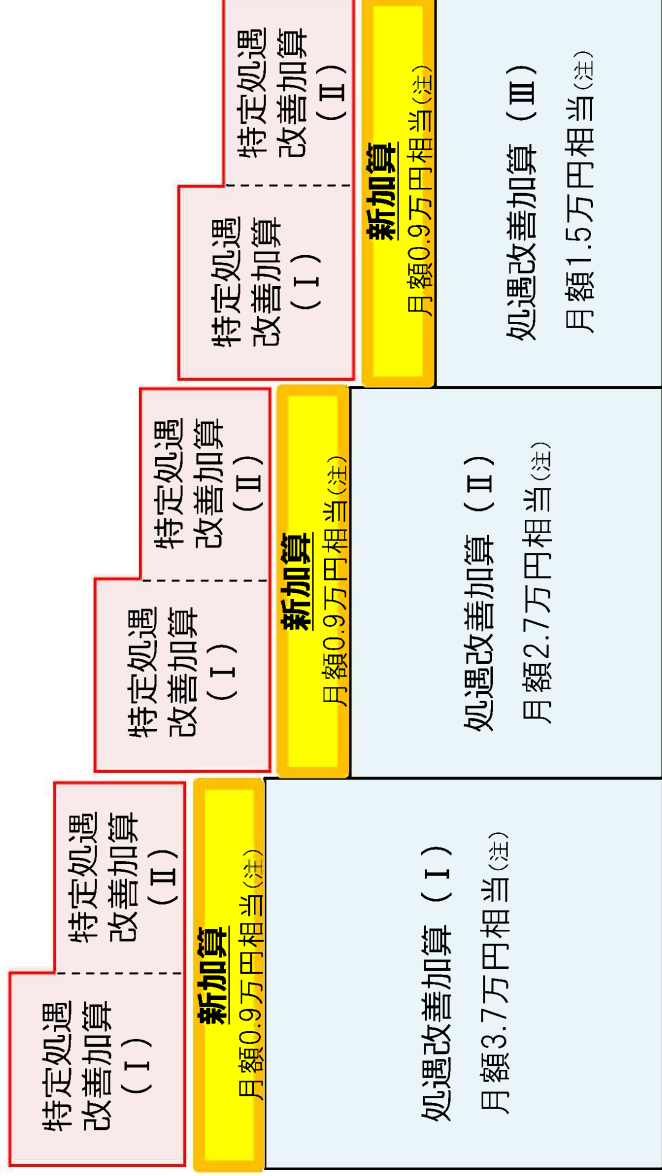 特定処遇
改善加算
(Ⅰ)
特定処遇
改善加算
(Ⅱ)
新加算
月額0.9万円相当(注)
処遇改善加算 (Ⅰ)
月額3.7万円相当(注)
特定処遇
改善加算
(Ⅰ)
特定処遇
改善加算
(Ⅱ)
新加算
月額0.9万円相当(注)
処遇改善加算 (Ⅱ)
月額2.7万円相当(注)
特定処遇
改善加算
(Ⅰ)
特定処遇
改善加算
(Ⅱ)
新加算
月額0.9万円相当(注)
処遇改善加算 (Ⅲ)
月額1.5万円相当(注)